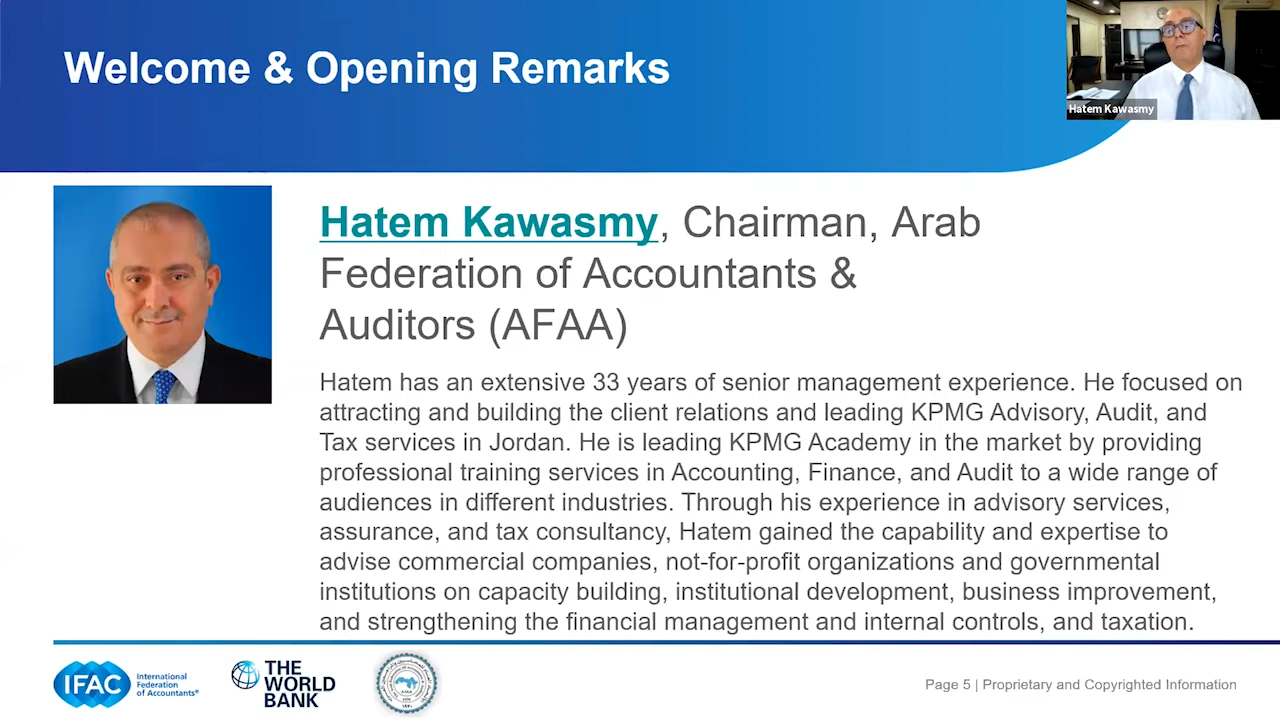 Welcome & Opening Remarks
Hatem Kawasmy
Hatem Kawasmy, Chairman, Arab
Federation of Accountants &
Auditors (AFAA)
Hatem has an extensive 33 years of senior management experience. He focused on
attracting and building the client relations and leading KPMG Advisory, Audit, and
Tax services in Jordan. He is leading KPMG Academy in the market by providing
professional training services in Accounting, Finance, and Audit to a wide range of
audiences in different industries. Through his experience in advisory services,
assurance, and tax consultancy, Hatem gained the capability and expertise to
advise commercial companies, not-for-profit organizations and governmental
institutions on capacity building, institutional development, business improvement,
and strengthening the financial management and internal controls, and taxation.
IFAC
International
Federation
of Accountants®
THE
WORLD
BANK
Page 5 | Proprietary and Copyrighted Information